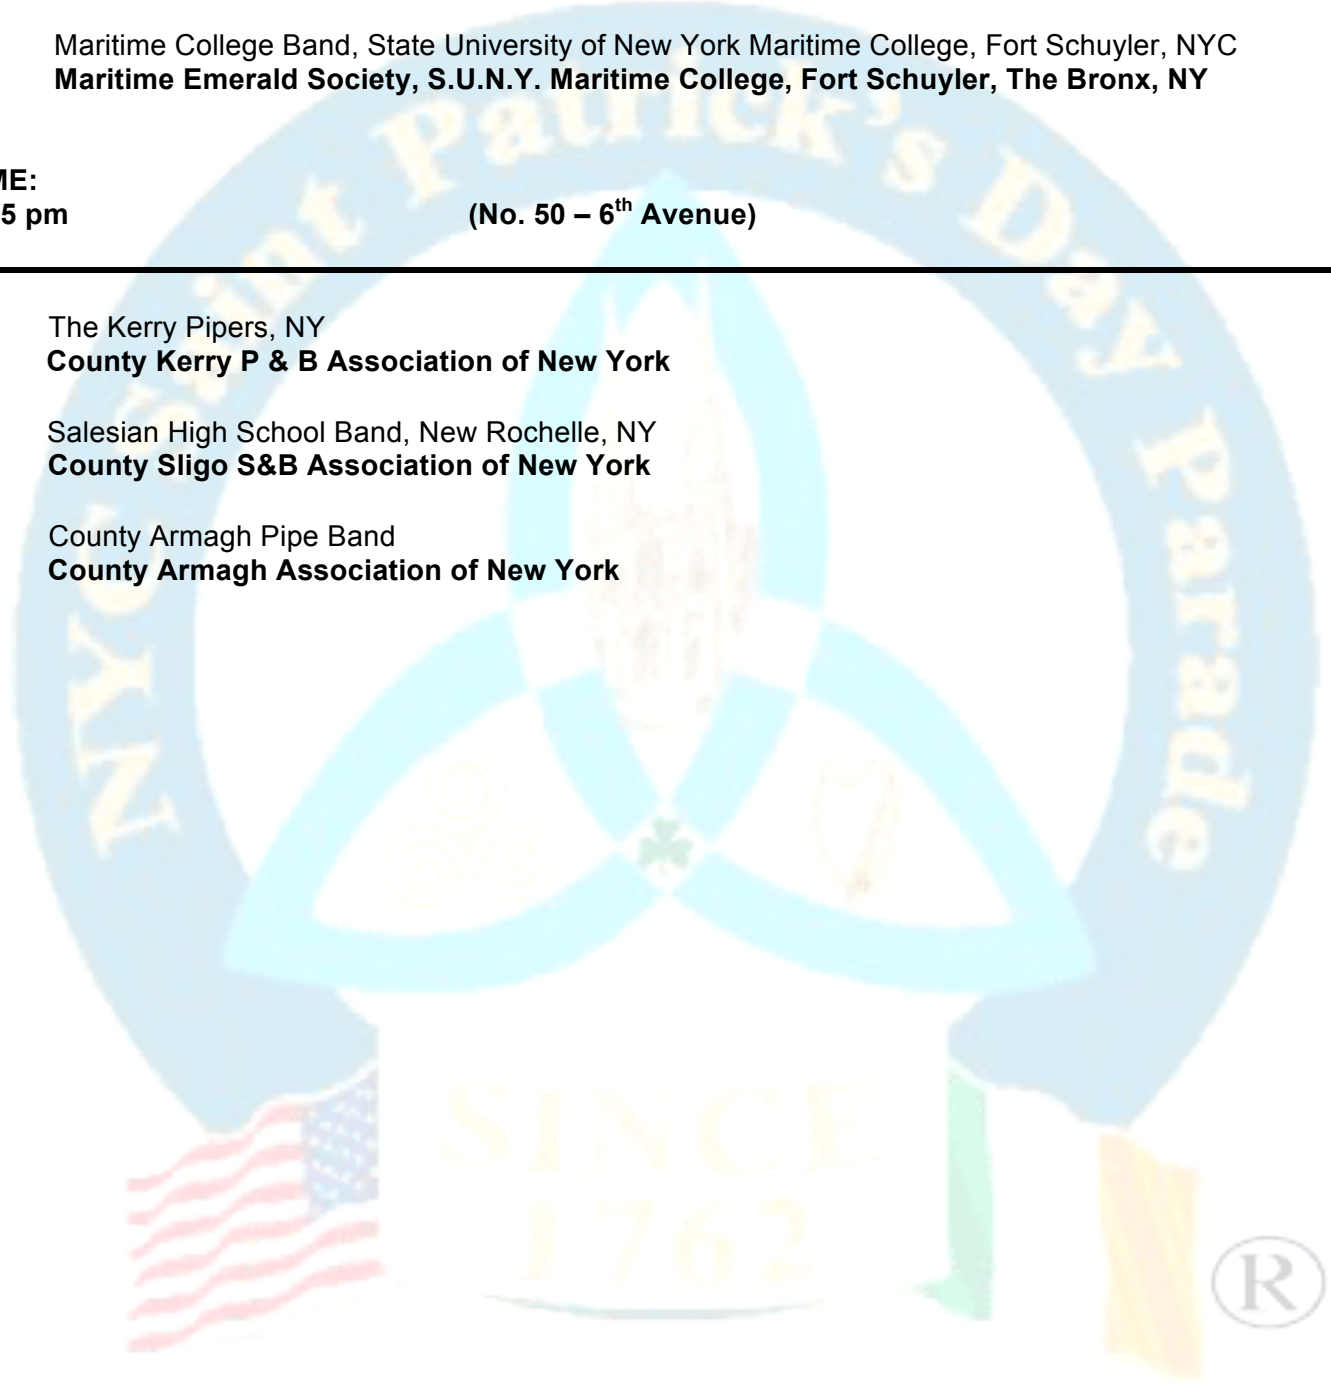 Maritime College Band, State University of New York Maritime College, Fort Schuyler, NYC
Maritime Emerald Society, S.U.N.Y. Maritime College, Fort Schuyler, The Bronx, NY
ME:
5 pm (No. 50 – 6th Avenue)
The Kerry Pipers, NY
County Kerry P & B Association of New York
Salesian High School Band, New Rochelle, NY
County Sligo S&B Association of New York
County Armagh Pipe Band
County Armagh Association of New York
NYC Saint Patrick's Day Parade
SINCE
1762
®